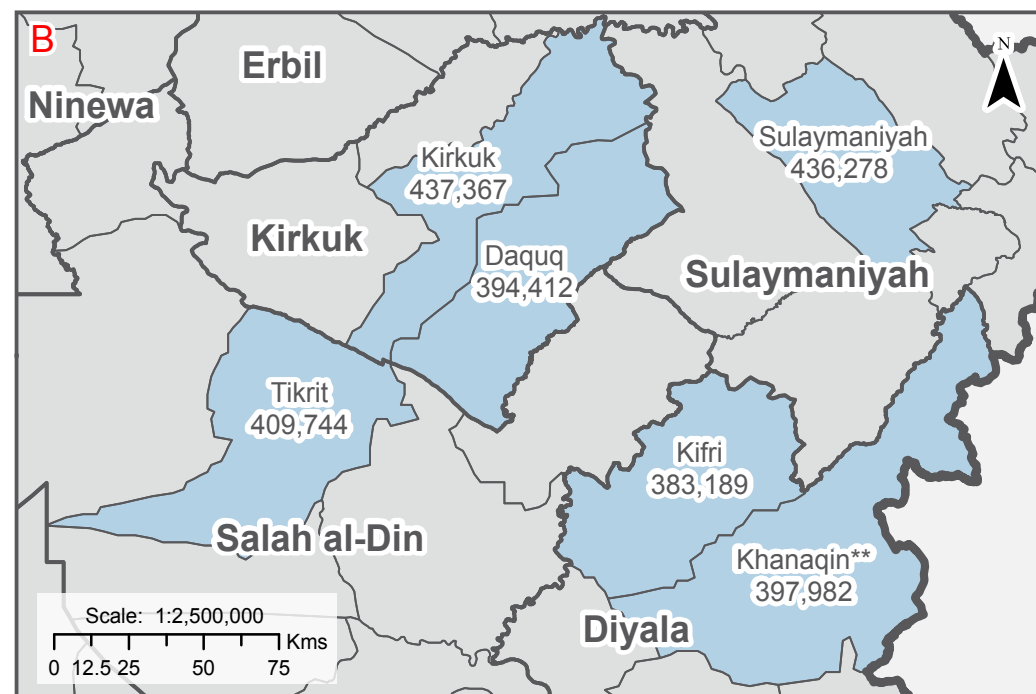 B
N
Erbil
Ninewa
Sulaymaniyah
436,278
Kirkuk
437,367
Kirkuk
Daquq
394,412
Sulaymaniyah
Tikrit
409,744
Kifri
383,189
Salah al-Din
Khanaqin**
397,982
Diyala
Scale: 1:2,500,000
Kms
0 12.5 25 50 75